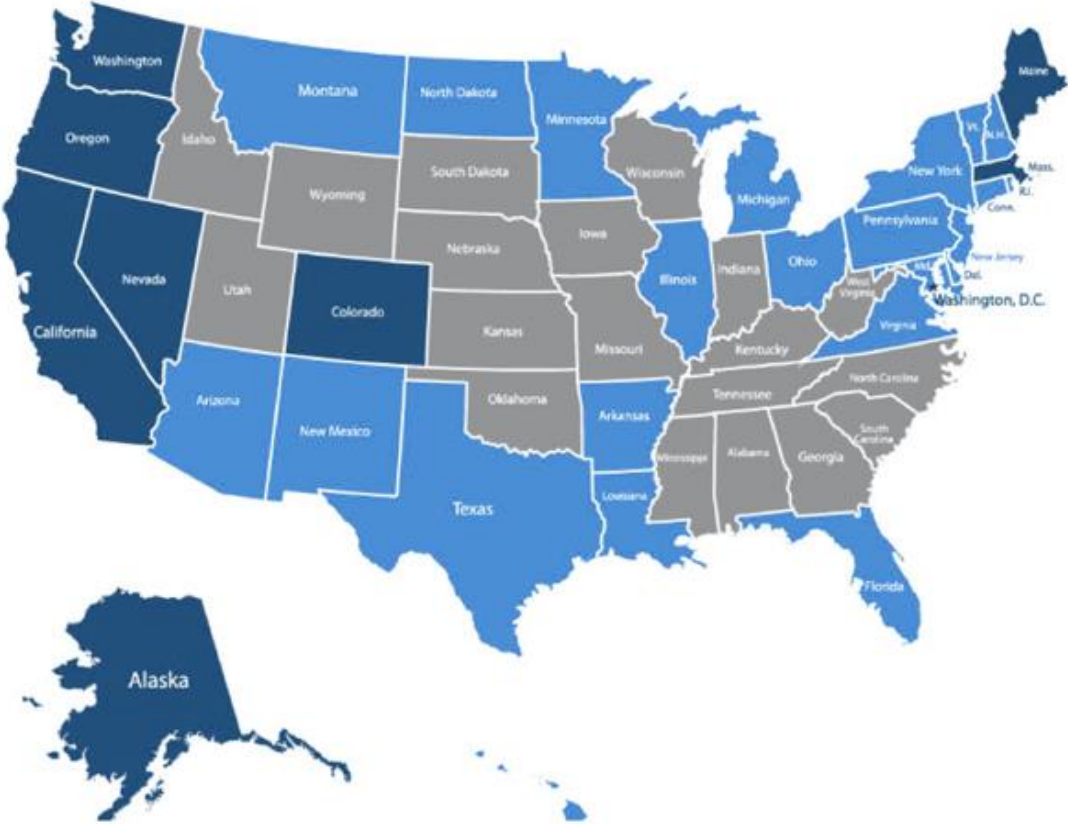 Washington
Oregon
California
Nevada
Idaho
Montana
Wyoming
Utah
Colorado
Arizona
New Mexico
North Dakota
South Dakota
Nebraska
Kansas
Oklahoma
Texas
Minnesota
Iowa
Missouri
Arkansas
Louisiana
Wisconsin
Illinois
Michigan
Indiana
Ohio
Kentucky
Tennessee
Mississippi
Alabama
Georgia
Florida
South
Carolina
North Carolina
Virginia
West
Virginia
Pennsylvania
New York
Vt.
N.H.
Maine
Mass.
R.I.
Conn.
New Jersey
Del.
Md.
Washington, D.C.
Alaska